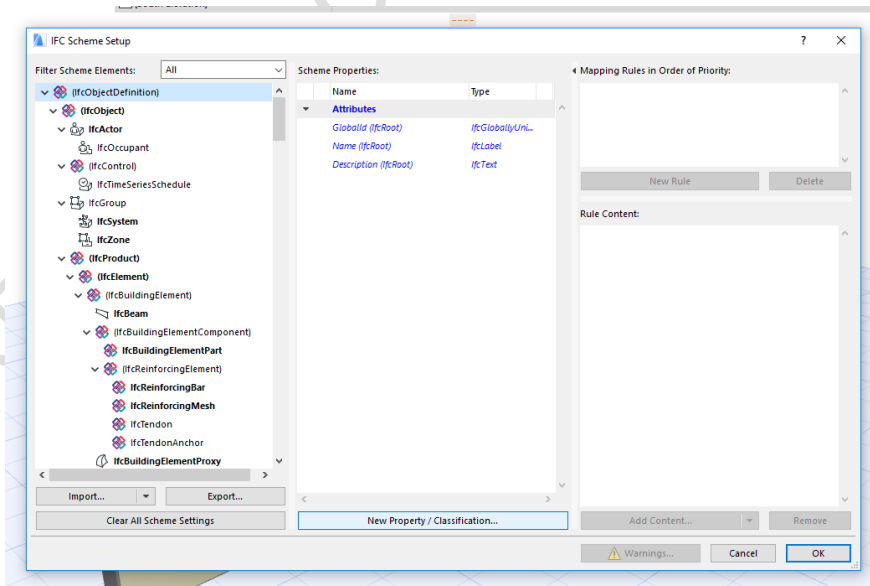 IFC Scheme Setup
? ×
Filter Scheme Elements: All
Scheme Properties:
Mapping Rules in Order of Priority:
(IfcObjectDefinition)
(IfcObject)
IfcActor
IfcOccupant
(IfcControl)
IfcTimeSeriesSchedule
IfcGroup
IfcSystem
IfcZone
(IfcProduct)
(IfcElement)
(IfcBuildingElement)
IfcBeam
(IfcBuildingElementComponent)
IfcBuildingElementPart
(IfcReinforcingElement)
IfcReinforcingBar
IfcReinforcingMesh
IfcTendon
IfcTendonAnchor
IfcBuildingElementProxy
Import...
Export...
Clear All Scheme Settings
Name Type
Attributes
GlobalId (IfcRoot) IfcGloballyUni...
Name (IfcRoot) IfcLabel
Description (IfcRoot) IfcText
New Property / Classification...
New Rule
Delete
Rule Content:
Add Content...
Remove
Warnings...
Cancel
OK